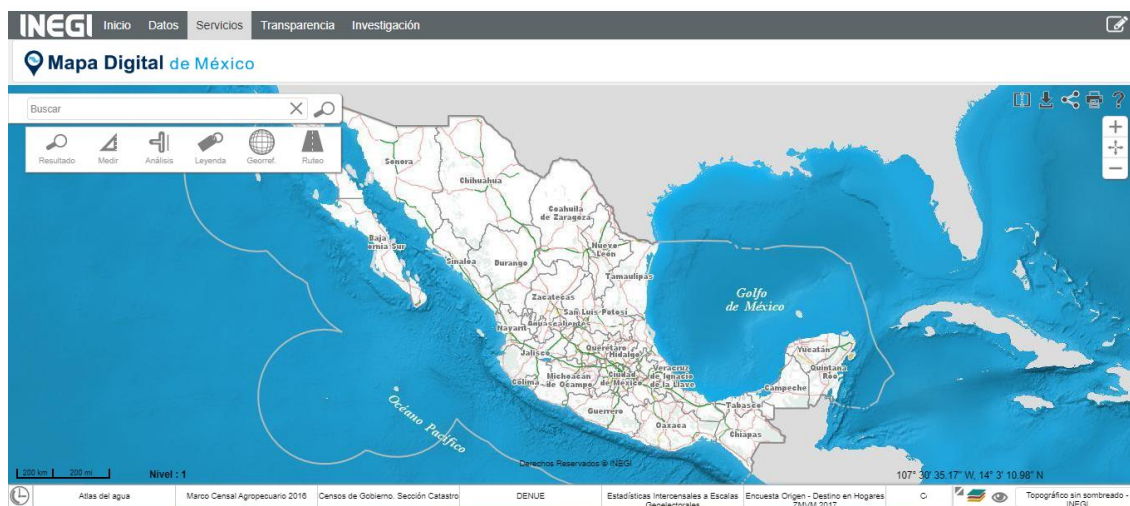 INEGI Inicio Datos Servicios Transparencia Investigación
Mapa Digital de México
Buscar
Resultado Medir Análisis Leyenda Georref. Ruteo
Sonora
Chihuahua
Coahuila
de Zaragoza
Baja
ornia Sur
Nuevo
León
Sinaloa
Durango
Tamaulipas
Zacatecas
San Luis Potosí
Golfo
de México
Nayarit
Aguascalientes
Querétaro
Hidalgo
Yucatán
Jalisco
Quintana
Roo
Colima
Michoacán
de Ocampo
Ciudad
de México
Veracruz
de Ignacio
de la Llave
Campeche
Tabasco
Guerrero
Oaxaca
Chiapas
Océano Pacífico
Derechos Reservados © INEGI
200 km 200 mi Nivel : 1
107° 30' 35.17" W, 14° 3' 10.98" N
Atlas del agua
Marco Censal Agropecuario 2016
Censos de Gobierno. Sección Catastro
DENUE
Estadísticas Intercensales a Escalas
Geoelectorales
Encuesta Origen - Destino en Hogares
ZMVM 2017
Topográfico sin sombreado -
INEGI